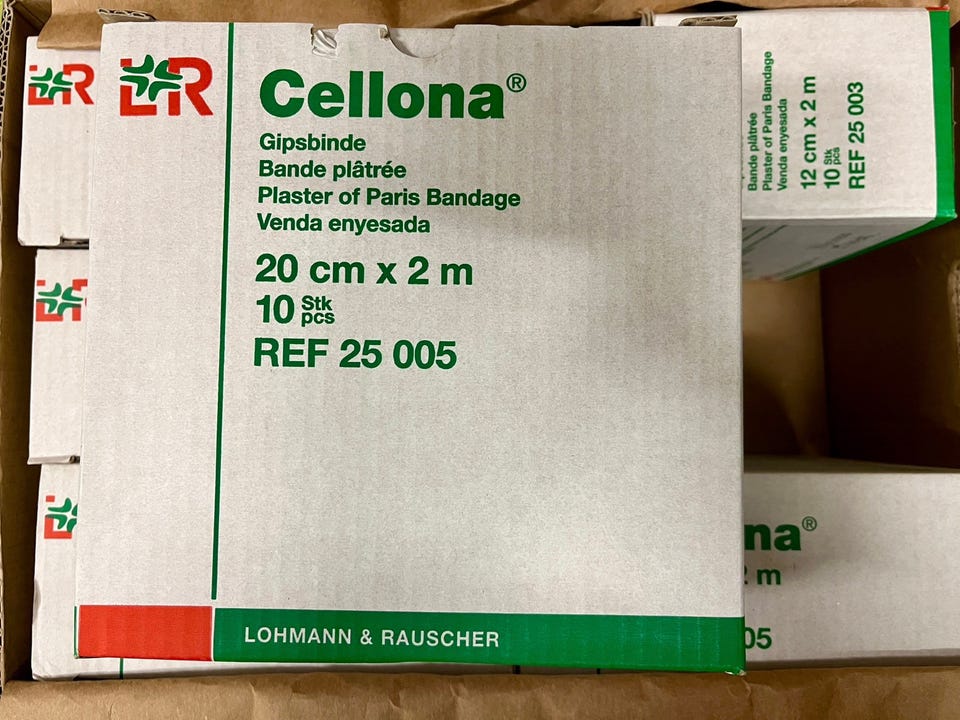 L&R
Cellona®
Gipsbinde
Bande plâtrée
Plaster of Paris Bandage
Venda enyesada
20 cm x 2 m
10 Stk
pcs
REF 25 005
LOHMANN & RAUSCHER
Bande plâtrée
Plaster of Paris Bandage
Venda enyesada
12 cm x 2 m
10 Stk
pcs
REF 25 003
na®
2 m
05